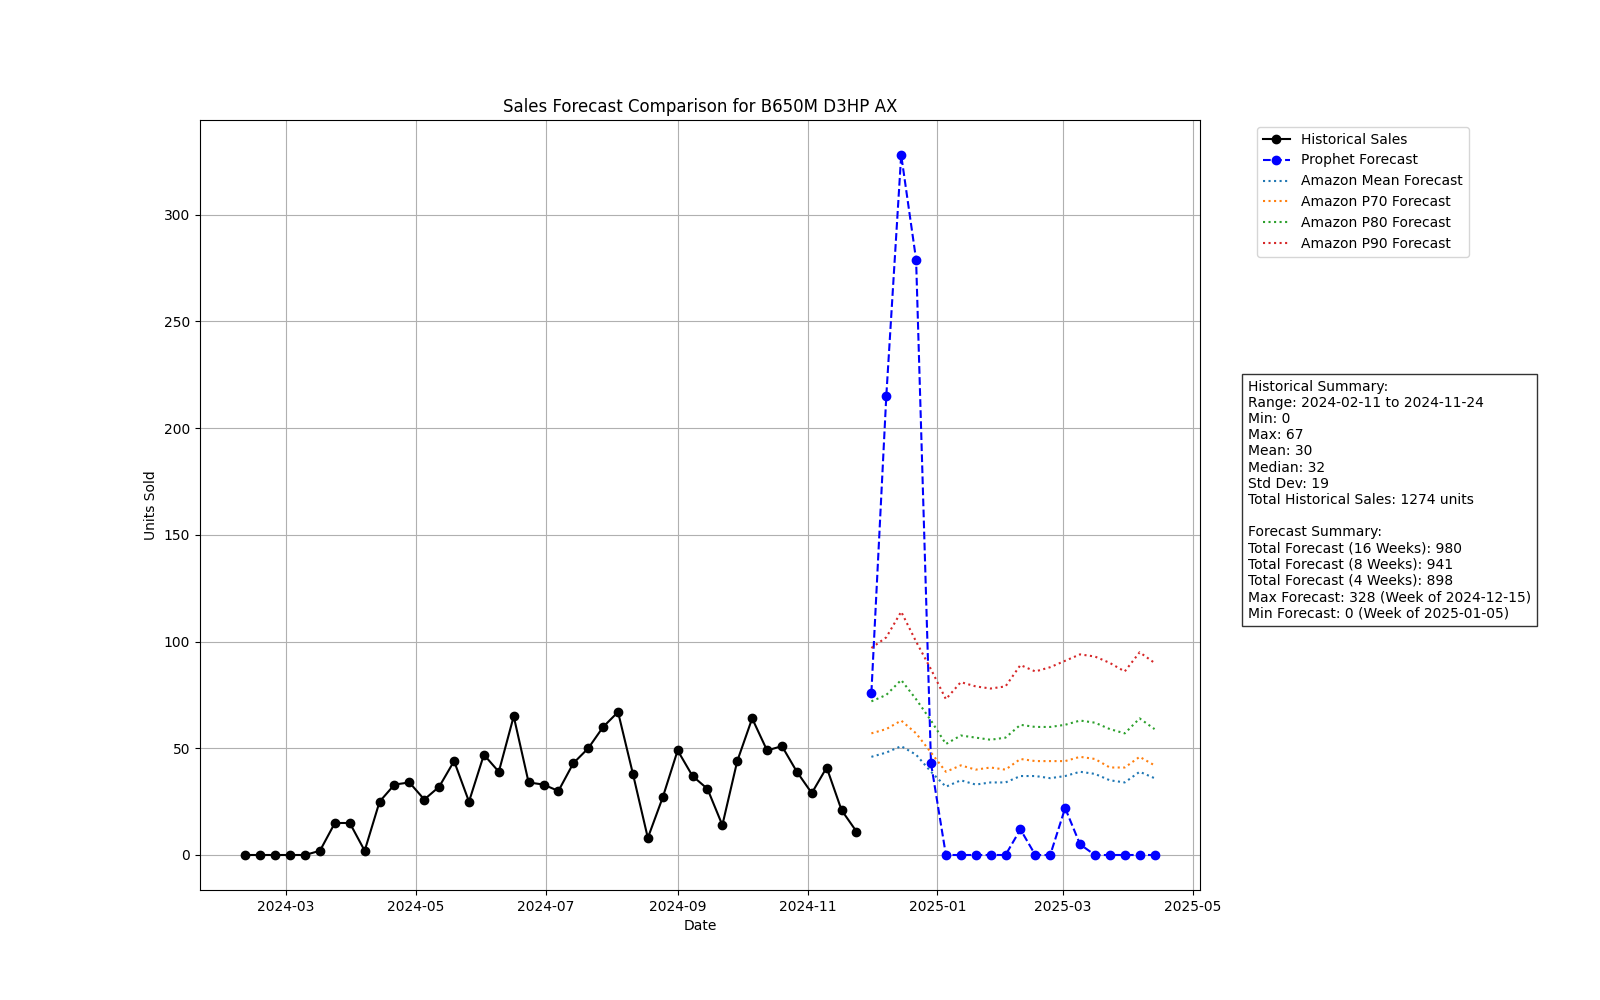 Sales Forecast Comparison for B650M D3HP AX
Units Sold
300
250
200
150
100
50
0
2024-03
2024-05
2024-07
2024-09
2024-11
2025-01
2025-03
2025-05
Date
Historical Sales
Prophet Forecast
Amazon Mean Forecast
Amazon P70 Forecast
Amazon P80 Forecast
Amazon P90 Forecast
Historical Summary:
Range: 2024-02-11 to 2024-11-24
Min: 0
Max: 67
Mean: 30
Median: 32
Std Dev: 19
Total Historical Sales: 1274 units
Forecast Summary:
Total Forecast (16 Weeks): 980
Total Forecast (8 Weeks): 941
Total Forecast (4 Weeks): 898
Max Forecast: 328 (Week of 2024-12-15)
Min Forecast: 0 (Week of 2025-01-05)